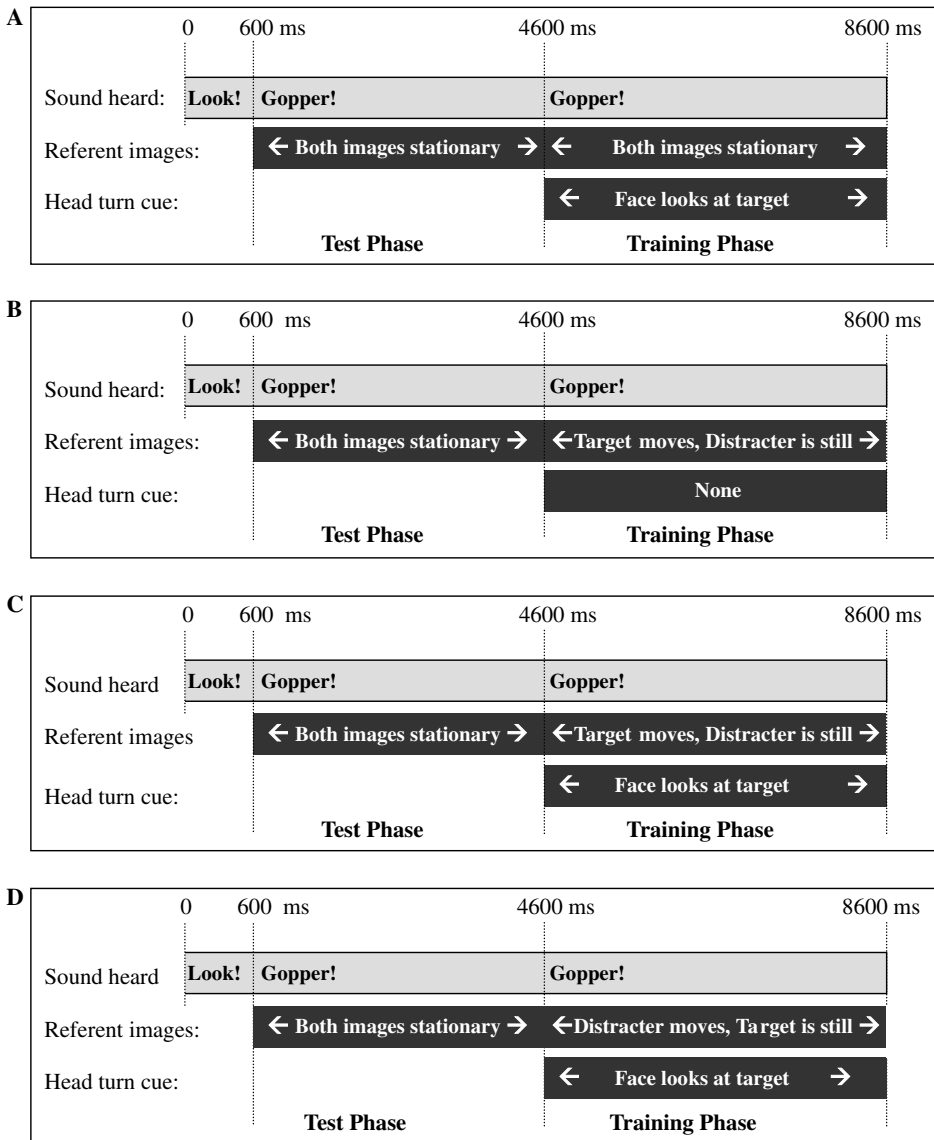 A
0 600 ms 4600 ms 8600 ms
Sound heard: Look! Gopper! Gopper!
Referent images: ← Both images stationary → ← Both images stationary →
Head turn cue: ← Face looks at target →
Test Phase Training Phase
B
0 600 ms 4600 ms 8600 ms
Sound heard: Look! Gopper! Gopper!
Referent images: ← Both images stationary → ←Target moves, Distracter is still →
Head turn cue: None
Test Phase Training Phase
C
0 600 ms 4600 ms 8600 ms
Sound heard Look! Gopper! Gopper!
Referent images ← Both images stationary → ←Target moves, Distracter is still →
Head turn cue: ← Face looks at target →
Test Phase Training Phase
D
0 600 ms 4600 ms 8600 ms
Sound heard Look! Gopper! Gopper!
Referent images: ← Both images stationary → ←Distracter moves, Target is still →
Head turn cue: ← Face looks at target →
Test Phase Training Phase